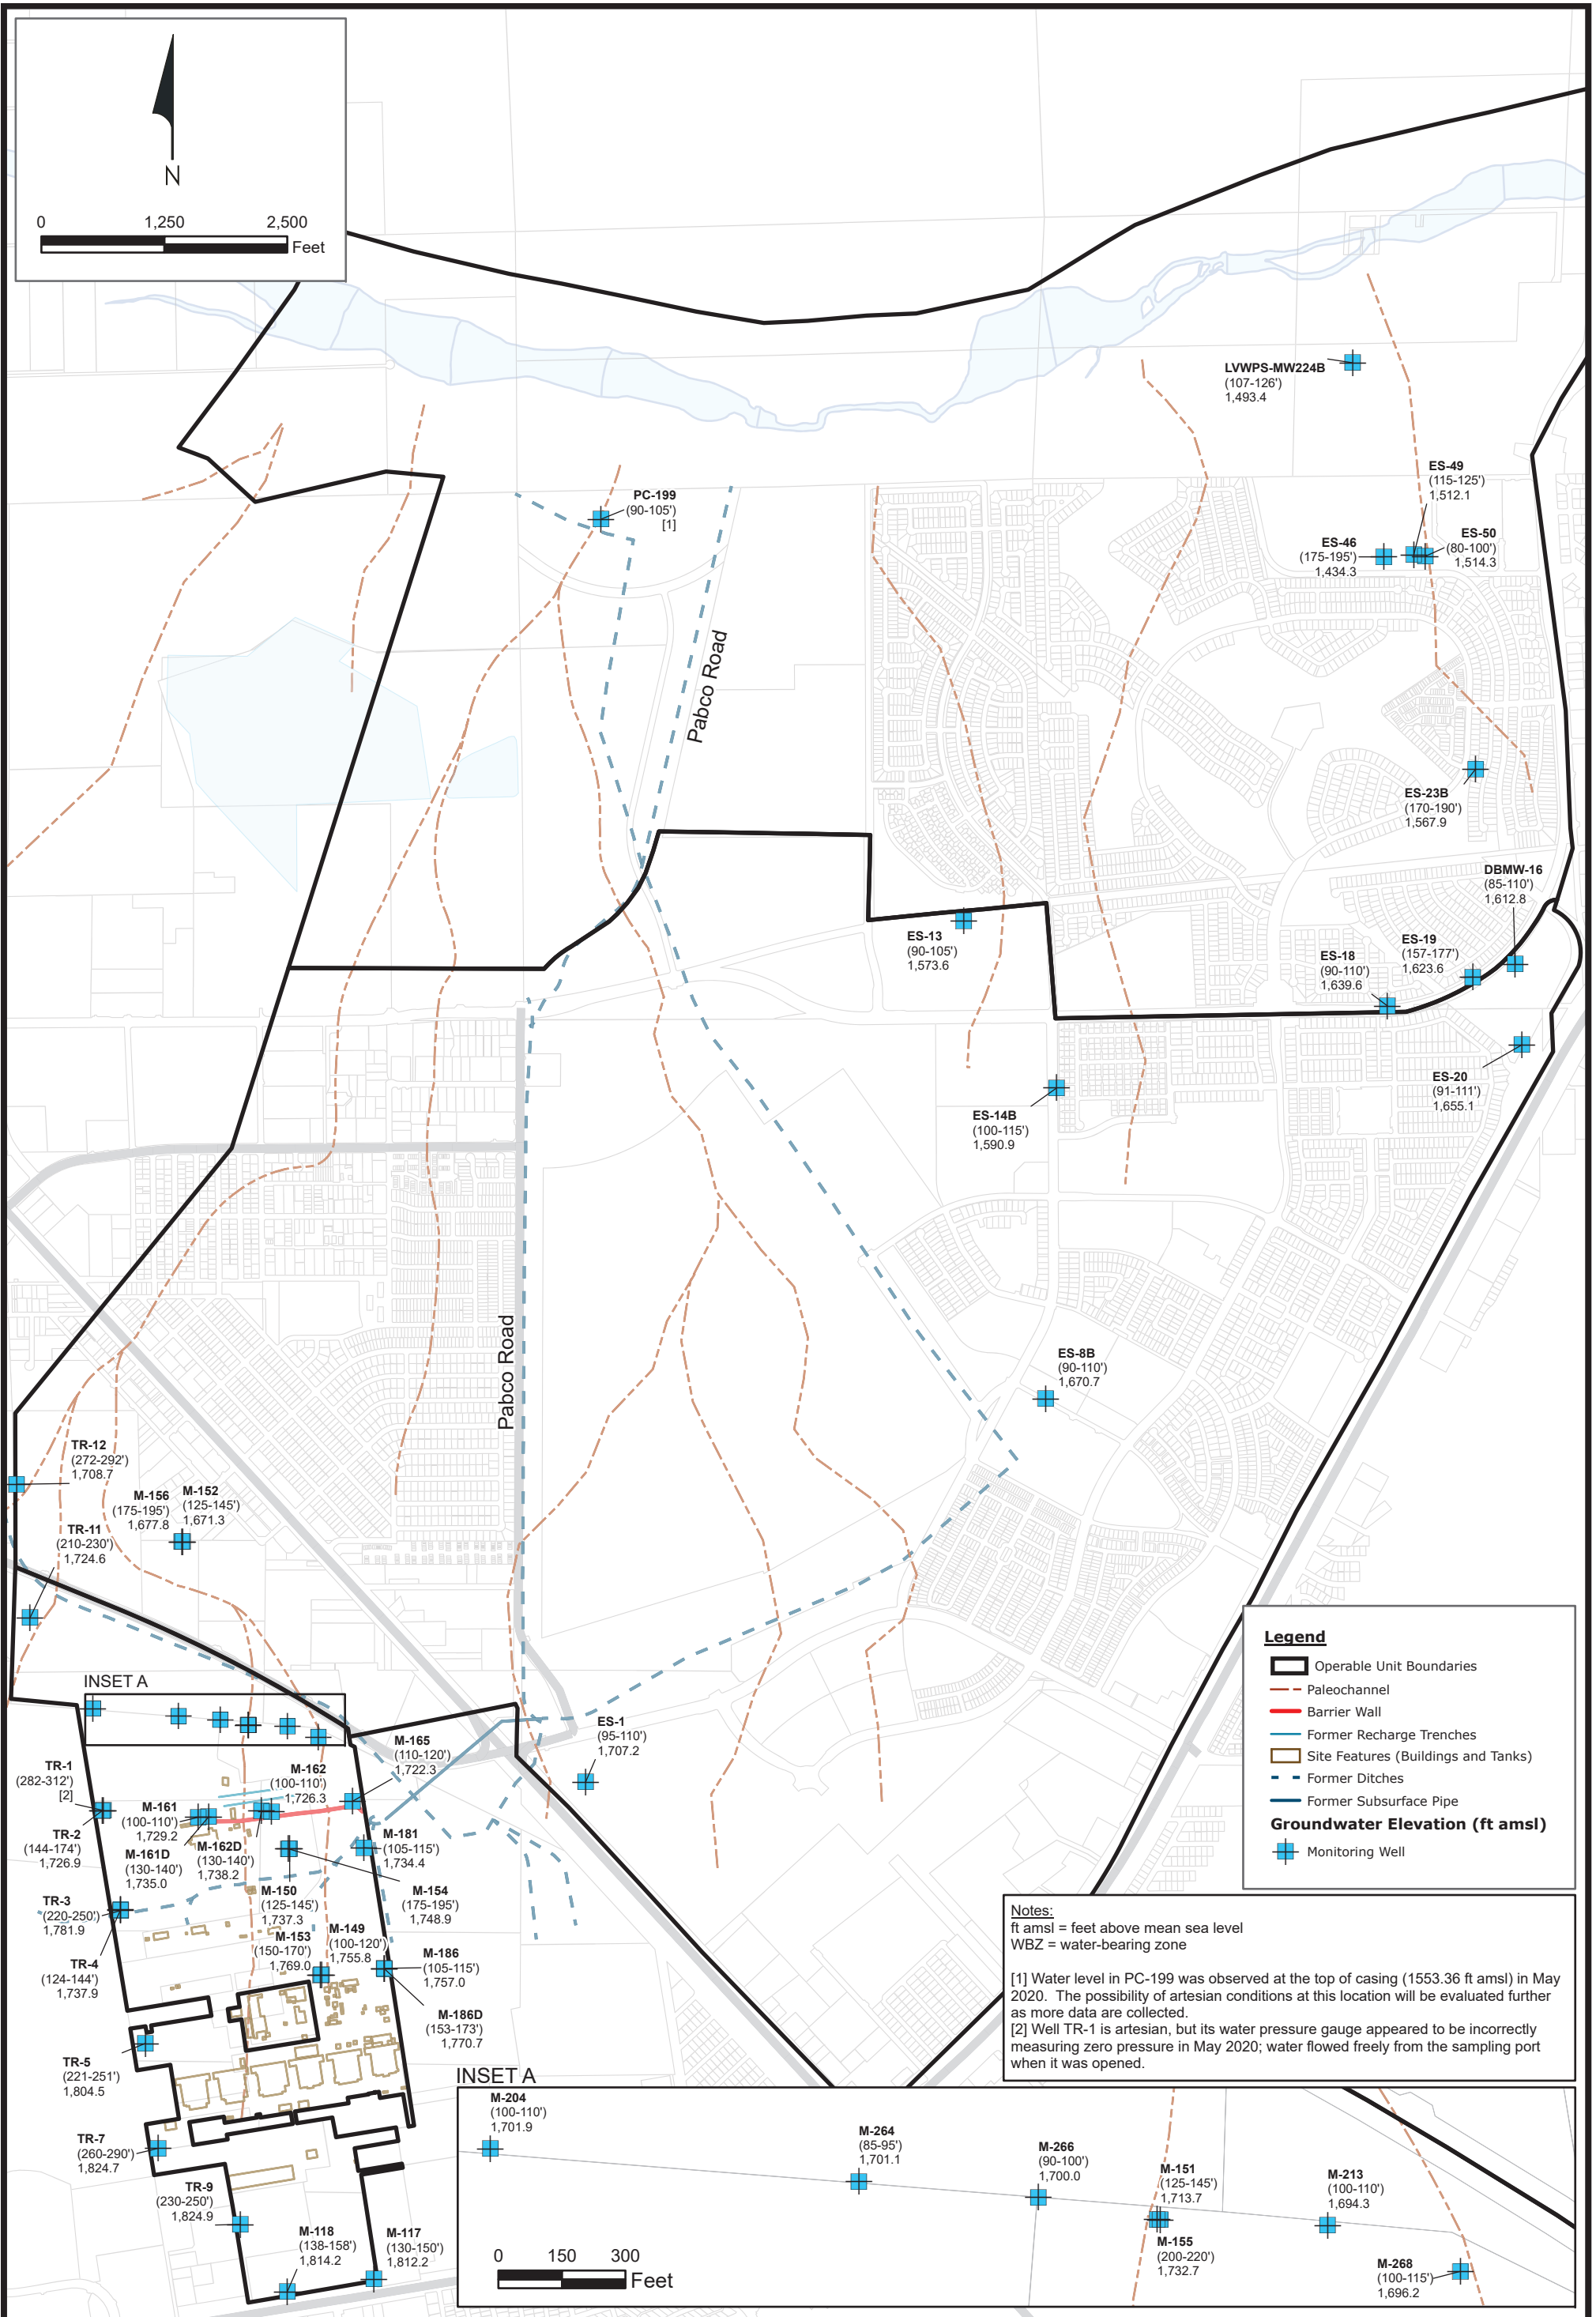 N
0 1,250 2,500
Feet
LVWPS-MW224B
(107-126')
1,493.4
ES-49
(115-125')
1,512.1
PC-199
(90-105')
[1]
ES-46
(175-195')
1,434.3
ES-50
(80-100')
1,514.3
Pabco Road
ES-23B
(170-190')
1,567.9
DBMW-16
(85-110')
1,612.8
ES-13
(90-105')
1,573.6
ES-19
(157-177')
1,623.6
ES-18
(90-110')
1,639.6
ES-20
(91-111')
1,655.1
ES-14B
(100-115')
1,590.9
Pabco Road
ES-8B
(90-110')
1,670.7
TR-12
(272-292')
1,708.7
M-156
(175-195')
1,677.8
M-152
(125-145')
1,671.3
TR-11
(210-230')
1,724.6
INSET A
ES-1
(95-110')
1,707.2
M-165
(110-120')
1,722.3
TR-1
(282-312')
[2]
M-162
(100-110')
1,726.3
M-161
(100-110')
1,729.2
TR-2
(144-174')
1,726.9
M-161D
(130-140')
1,735.0
M-162D
(130-140')
1,738.2
M-181
(105-115')
1,734.4
M-150
(125-145')
1,737.3
M-154
(175-195')
1,748.9
TR-3
(220-250')
1,781.9
M-153
(150-170')
1,769.0
M-149
(100-120')
1,755.8
M-186
(105-115')
1,757.0
TR-4
(124-144')
1,737.9
M-186D
(153-173')
1,770.7
TR-5
(221-251')
1,804.5
TR-7
(260-290')
1,824.7
TR-9
(230-250')
1,824.9
M-118
(138-158')
1,814.2
M-117
(130-150')
1,812.2
Legend
Operable Unit Boundaries
Paleochannel
Barrier Wall
Former Recharge Trenches
Site Features (Buildings and Tanks)
Former Ditches
Former Subsurface Pipe
Groundwater Elevation (ft amsl)
Monitoring Well
Notes:
ft amsl = feet above mean sea level
WBZ = water-bearing zone
[1] Water level in PC-199 was observed at the top of casing (1553.36 ft amsl) in May
2020. The possibility of artesian conditions at this location will be evaluated further
as more data are collected.
[2] Well TR-1 is artesian, but its water pressure gauge appeared to be incorrectly
measuring zero pressure in May 2020; water flowed freely from the sampling port
when it was opened.
INSET A
M-204
(100-110')
1,701.9
M-264
(85-95')
1,701.1
M-266
(90-100')
1,700.0
M-151
(125-145')
1,713.7
M-213
(100-110')
1,694.3
M-155
(200-220')
1,732.7
M-268
(100-115')
1,696.2
0 150 300
Feet